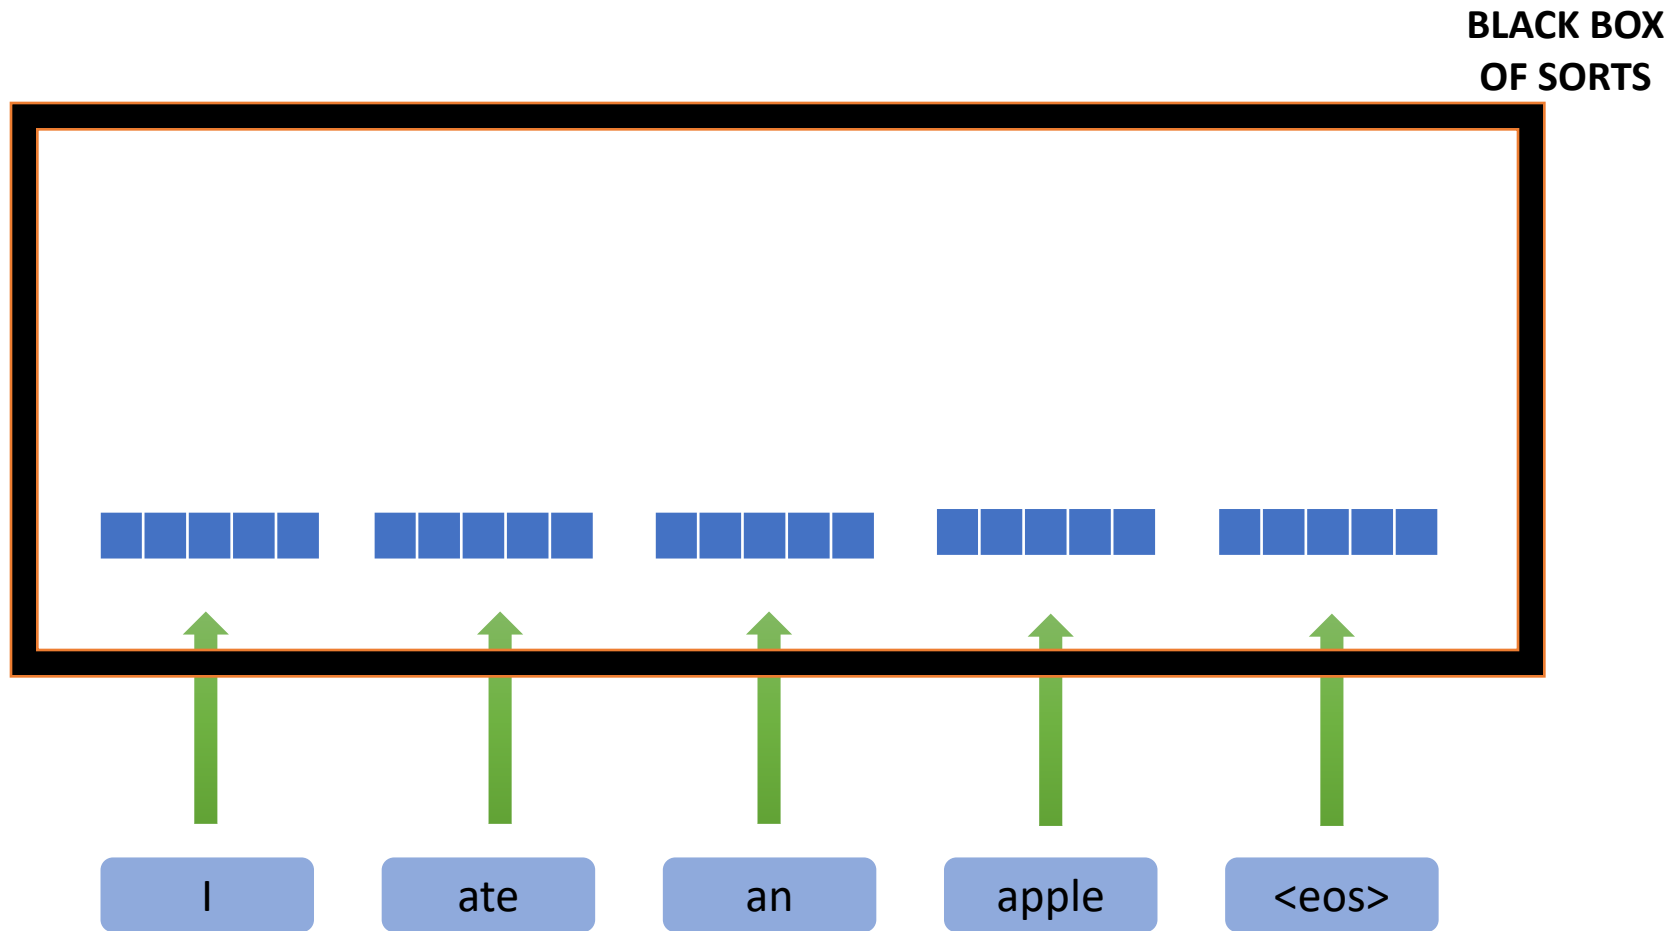 BLACK BOX
OF SORTS
I
ate
an
apple
<eos>